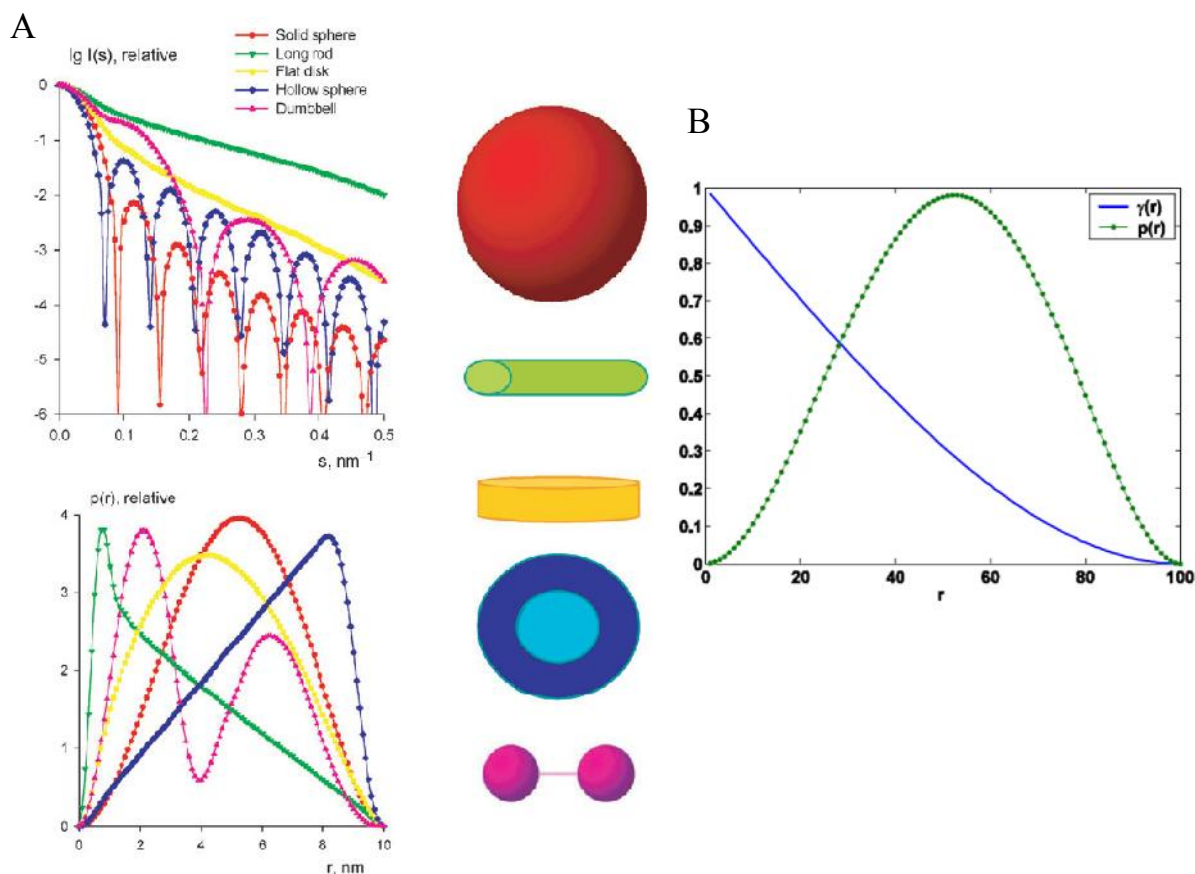 A
lg I(s), relative
Solid sphere
Long rod
Flat disk
Hollow sphere
Dumbbell
0
-1
-2
-3
-4
-5
-6
0.0 0.1 0.2 0.3 0.4 0.5
s, nm⁻¹
p(r), relative
4
3
2
1
0
0 2 4 6 8 10
r, nm
B
γ(r)
p(r)
1
0.9
0.8
0.7
0.6
0.5
0.4
0.3
0.2
0.1
0
0 20 40 60 80 100
r